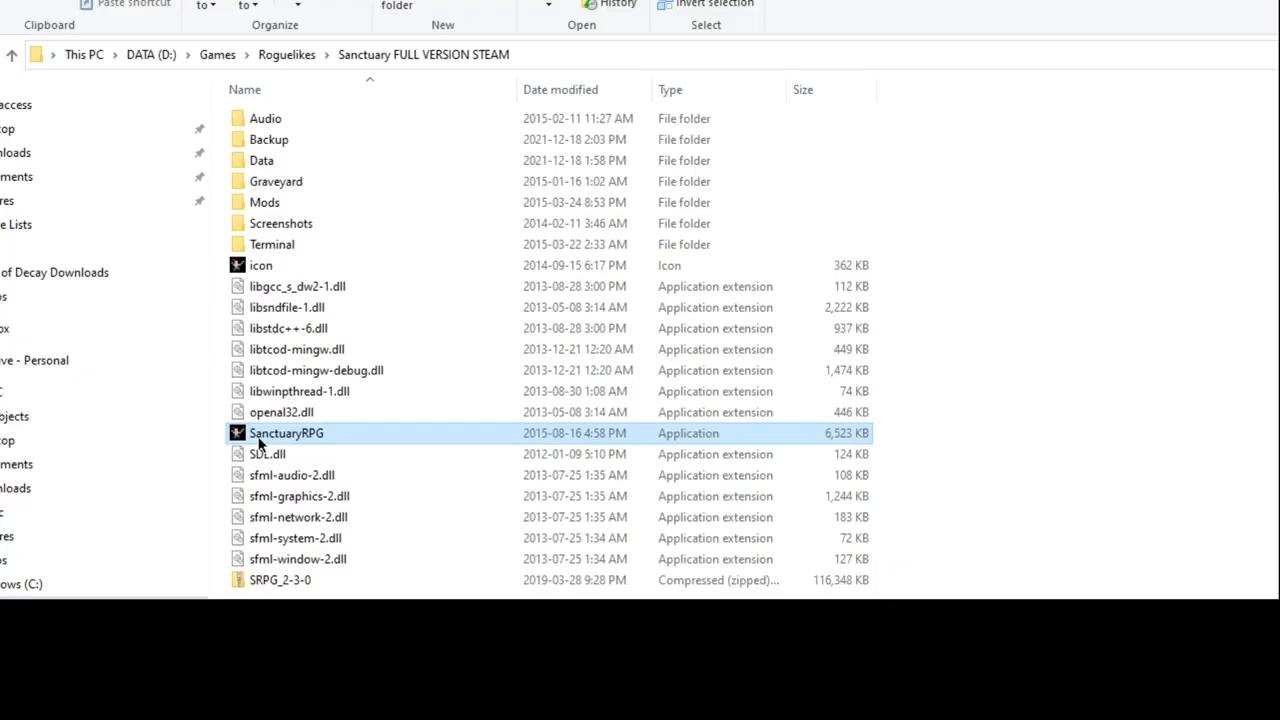 Paste shortcut to to folder History Invert selection
Clipboard Organize New Open Select
This PC > DATA (D:) > Games > Roguelikes > Sanctuary FULL VERSION STEAM
Name Date modified Type Size
access
top
nloads
ments
res
e Lists
of Decay Downloads
os
ox
ive - Personal
C
bjects
top
ments
nloads
c
res
os
ows (C:)
Audio 2015-02-11 11:27 AM File folder
Backup 2021-12-18 2:03 PM File folder
Data 2021-12-18 1:58 PM File folder
Graveyard 2015-01-16 1:02 AM File folder
Mods 2015-03-24 8:53 PM File folder
Screenshots 2014-02-11 3:46 AM File folder
Terminal 2015-03-22 2:33 AM File folder
icon 2014-09-15 6:17 PM Icon 362 KB
libgcc_s_dw2-1.dll 2013-08-28 3:00 PM Application extension 112 KB
libsndfile-1.dll 2013-05-08 3:14 AM Application extension 2,222 KB
libstdc++-6.dll 2013-08-28 3:00 PM Application extension 937 KB
libtcod-mingw.dll 2013-12-21 12:20 AM Application extension 449 KB
libtcod-mingw-debug.dll 2013-12-21 12:20 AM Application extension 1,474 KB
libwinpthread-1.dll 2013-08-30 1:08 AM Application extension 74 KB
openal32.dll 2013-05-08 3:14 AM Application extension 446 KB
SanctuaryRPG 2015-08-16 4:58 PM Application 6,523 KB
SDL.dll 2012-01-09 5:10 PM Application extension 124 KB
sfml-audio-2.dll 2013-07-25 1:35 AM Application extension 108 KB
sfml-graphics-2.dll 2013-07-25 1:35 AM Application extension 1,244 KB
sfml-network-2.dll 2013-07-25 1:35 AM Application extension 183 KB
sfml-system-2.dll 2013-07-25 1:34 AM Application extension 72 KB
sfml-window-2.dll 2013-07-25 1:34 AM Application extension 127 KB
SRPG_2-3-0 2019-03-28 9:28 PM Compressed (zipped)... 116,348 KB